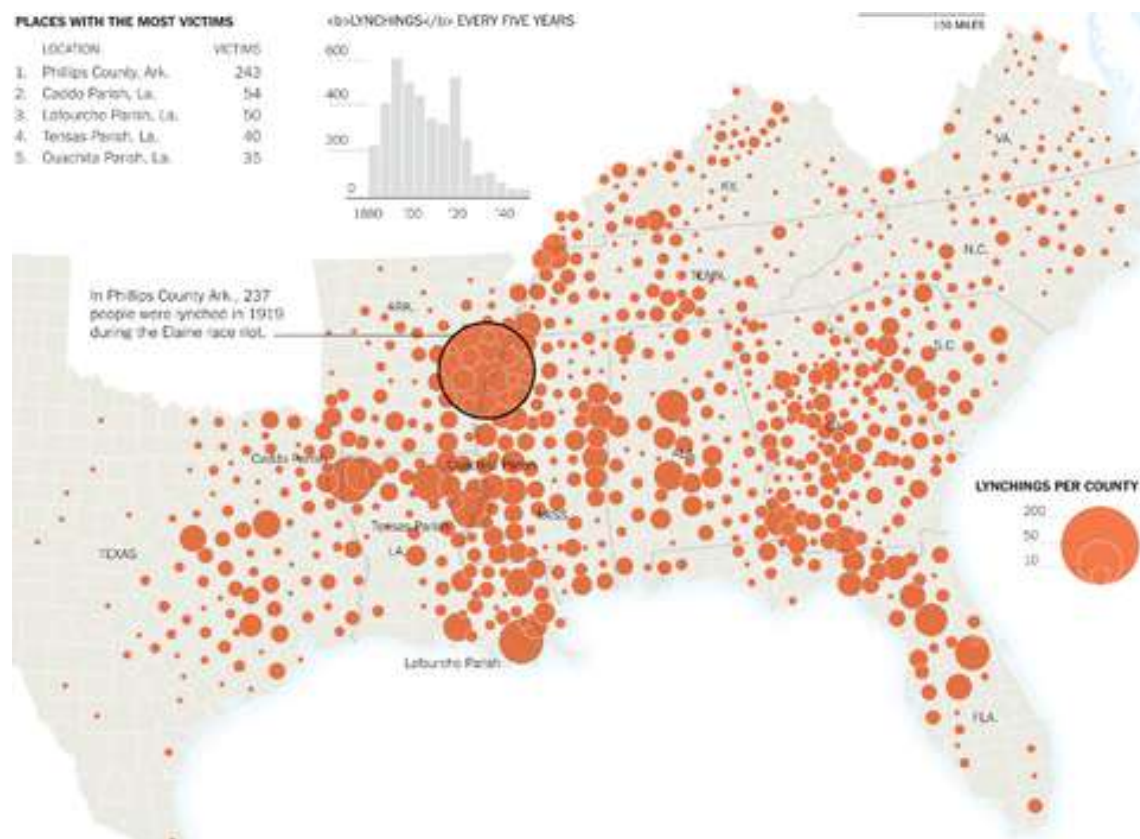 PLACES WITH THE MOST VICTIMS
LOCATION VICTIMS
1. Phillips County, Ark. 243
2. Caddo Parish, La. 54
3. Lafourche Parish, La. 50
4. Tensas Parish, La. 40
5. Ouachita Parish, La. 35
<b>LYNCHINGS</b> EVERY FIVE YEARS
600
400
200
0
1880 '00 '20 '40
150 MILES
VA.
KY.
N.C.
TENN.
ARK.
In Phillips County Ark., 237
people were lynched in 1919
during the Elaine race riot.
S.C.
GA.
ALA.
Caddo Parish
Ouachita Parish
LYNCHINGS PER COUNTY
200
50
10
Tensas Parish
MISS.
TEXAS
LA.
Lafourche Parish
FLA.